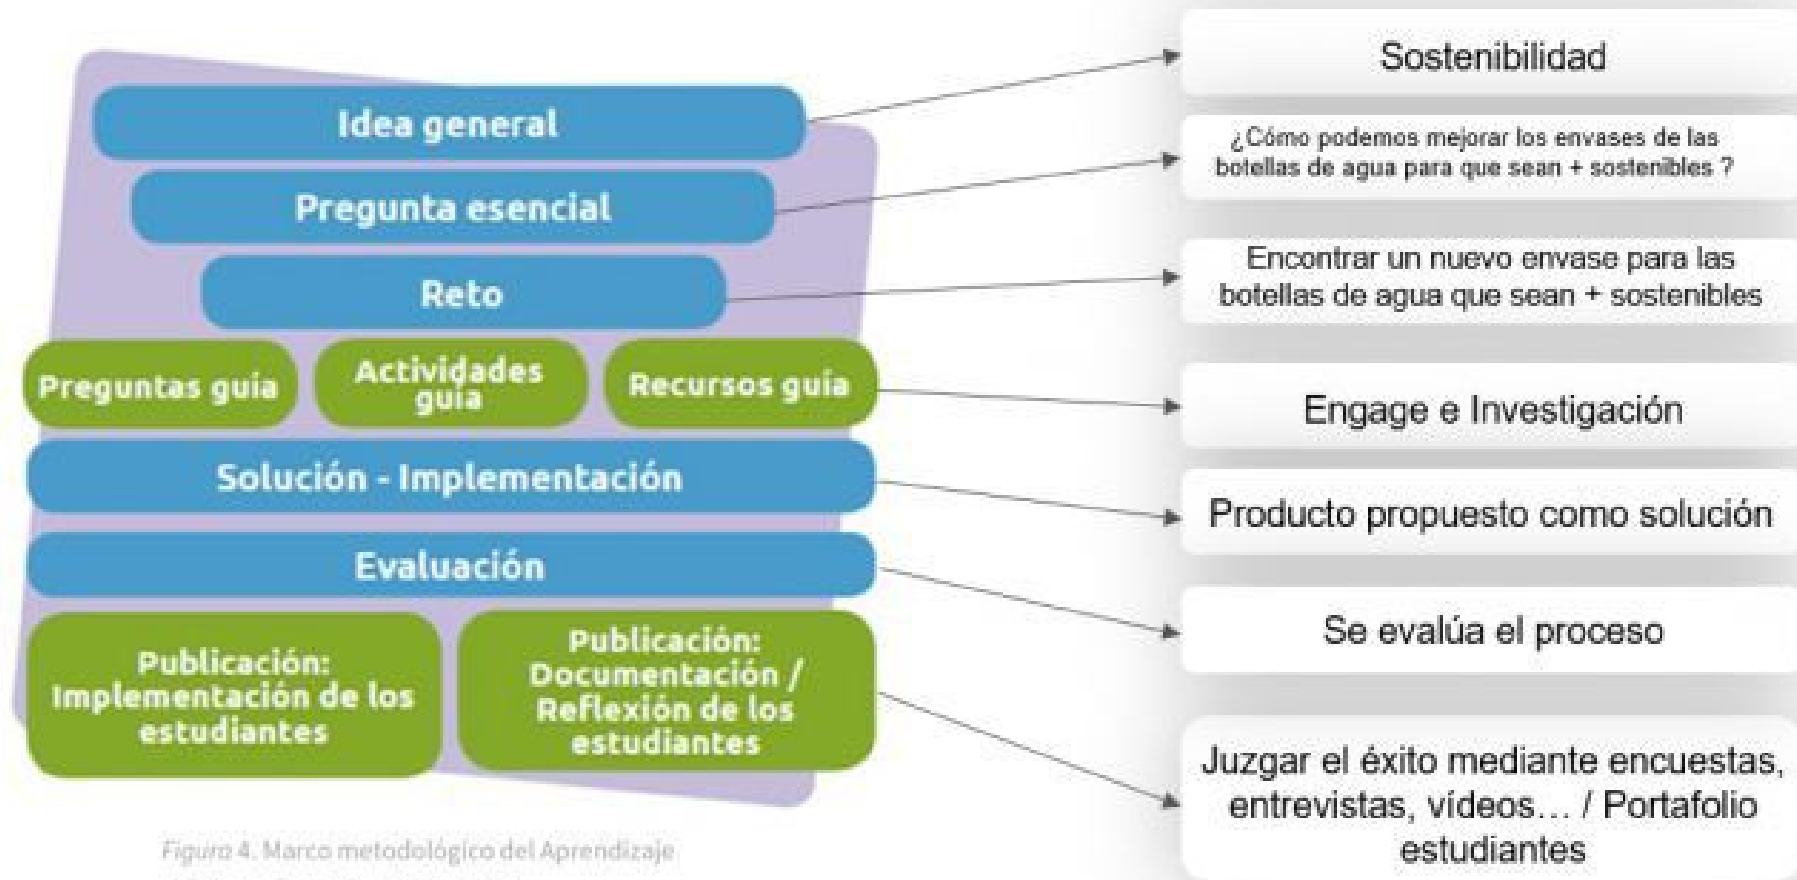 Idea general
Pregunta esencial
Reto
Preguntas guía
Actividades
guía
Recursos guía
Solución - Implementación
Evaluación
Publicación:
Implementación de los
estudiantes
Publicación:
Documentación /
Reflexión de los
estudiantes
Figura 4. Marco metodológico del Aprendizaje
Sostenibilidad
¿Cómo podemos mejorar los envases de las
botellas de agua para que sean + sostenibles ?
Encontrar un nuevo envase para las
botellas de agua que sean + sostenibles
Engage e Investigación
Producto propuesto como solución
Se evalúa el proceso
Juzgar el éxito mediante encuestas,
entrevistas, vídeos... / Portafolio
estudiantes